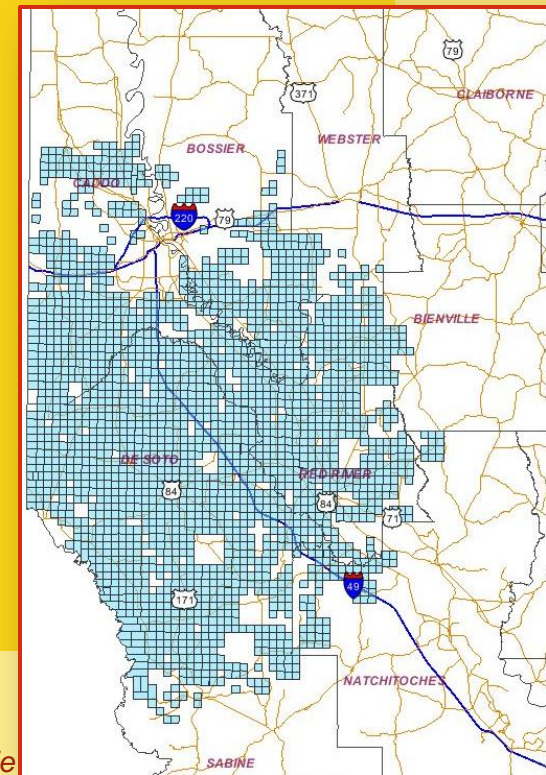 79
371
CLAIBORNE
WEBSTER
BOSSIER
CADDO
220
79
BIENVILLE
DE SOTO
RED RIVER
84
84
71
171
49
NATCHITOCHES
SABINE